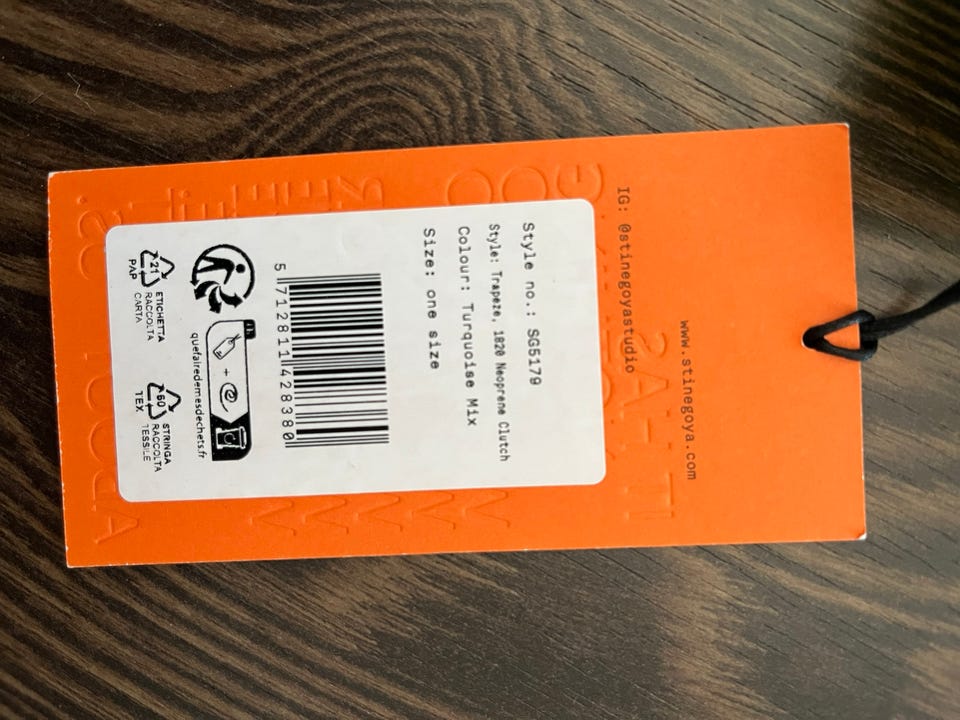 www.stinegoya.com
IG: @stinegoyastudio
Style no.: SG5179
Style: Trapeze, 1820 Neoprene Clutch
Colour: Turquoise Mix
Size: one size
5 712811 428380
quefairedemesdechets.fr
21
PAP
ETICHETTA
RACCOLTA
CARTA
60
TEX
STRINGA
RACCOLTA
TESSILE